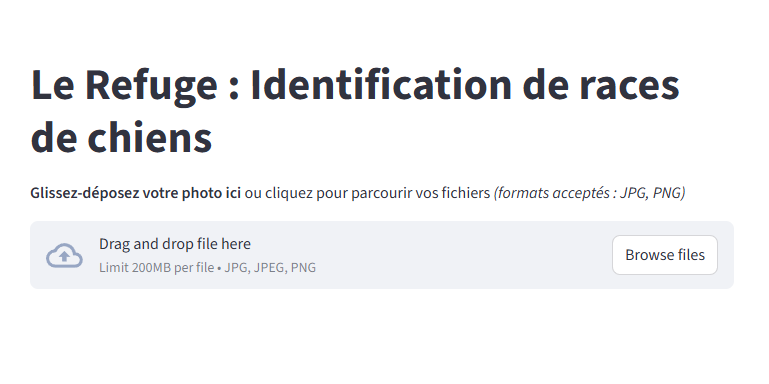 Le Refuge : Identification de races
de chiens
Glissez-déposez votre photo ici ou cliquez pour parcourir vos fichiers (formats acceptés : JPG, PNG)
Drag and drop file here
Limit 200MB per file • JPG, JPEG, PNG
Browse files